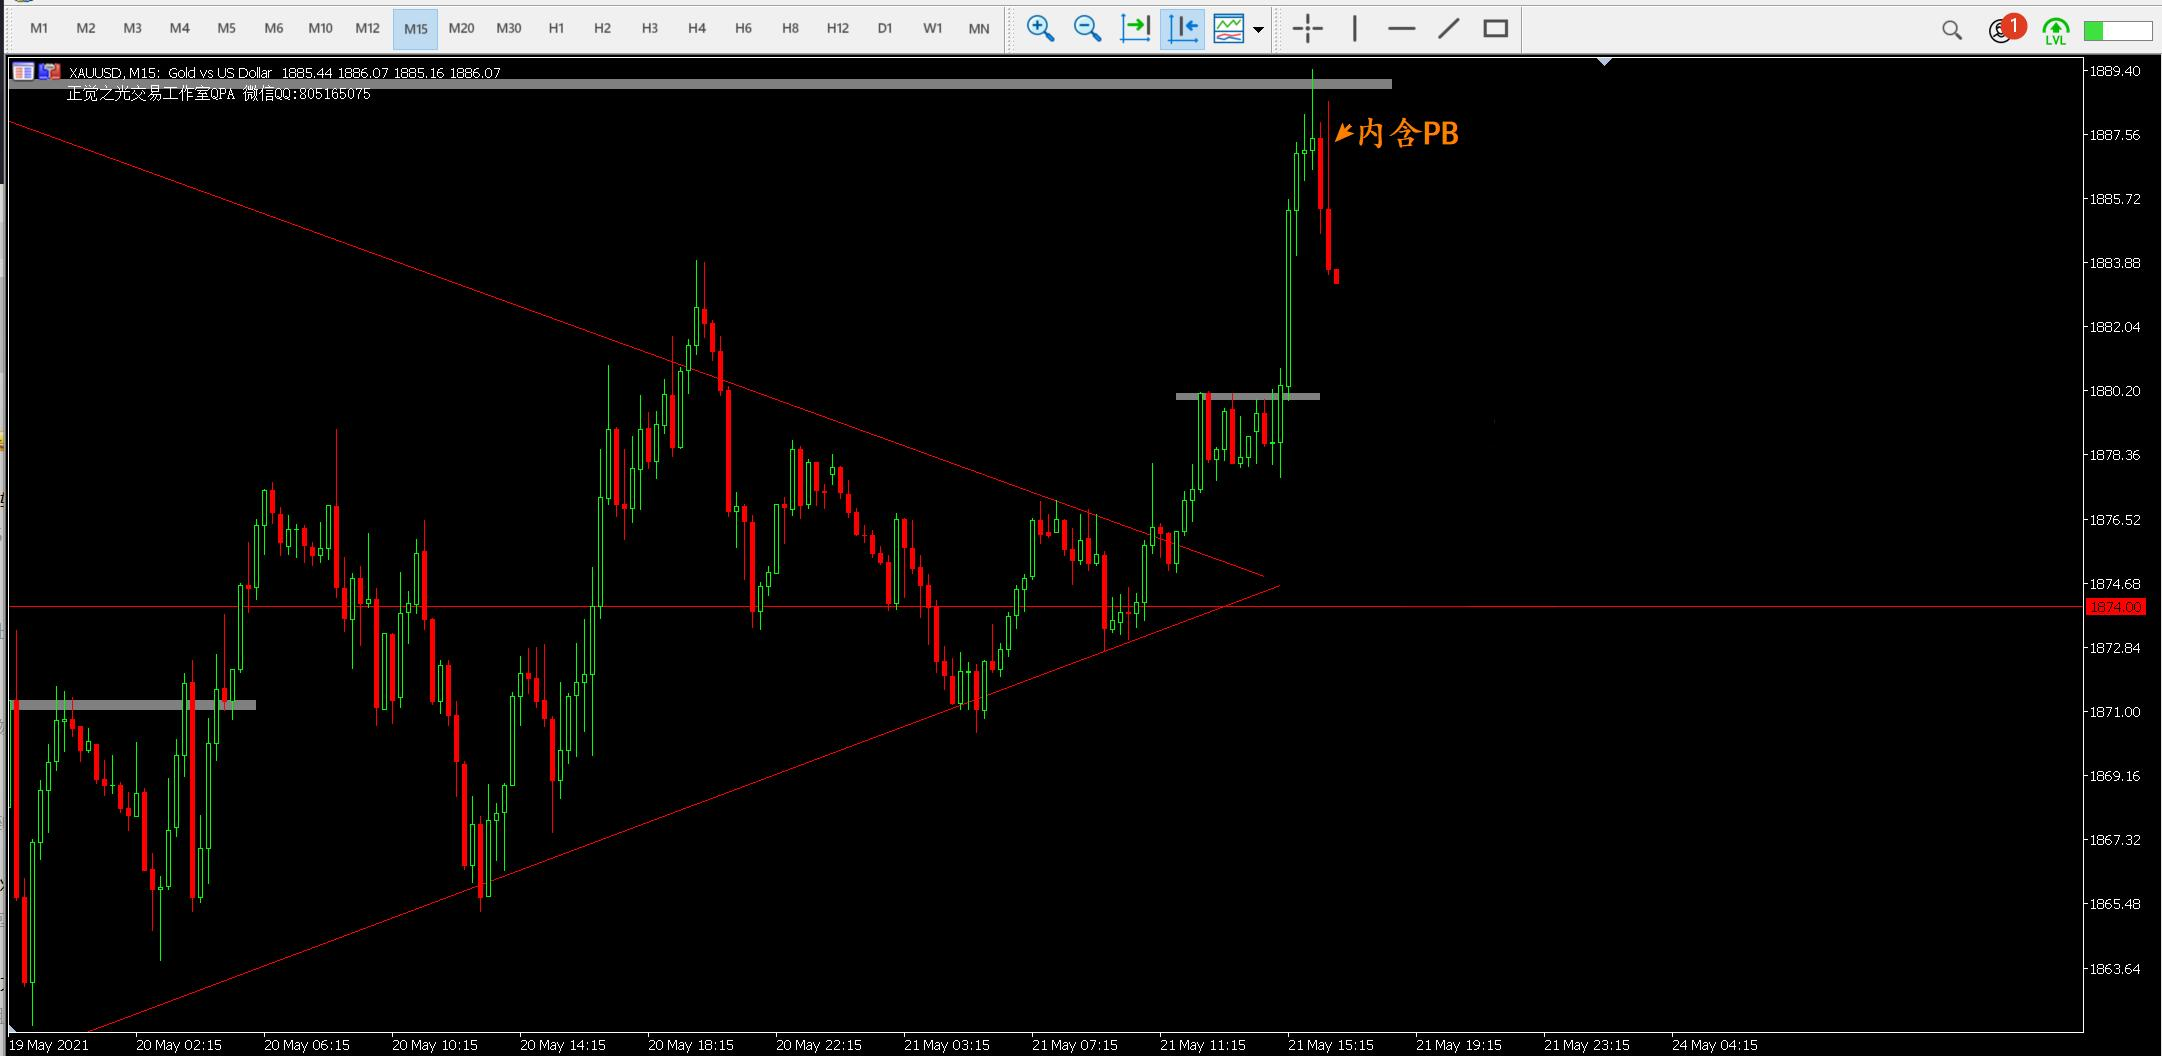 M1 M2 M3 M4 M5 M6 M10 M12 M15 M20 M30 H1 H2 H3 H4 H6 H8 H12 D1 W1 MN
1
LVL
XAUUSD, M15: Gold vs US Dollar 1885.44 1886.07 1885.16 1886.07
正觉之光交易工作室QPA 微信QQ:805165075
内含PB
1889.40
1887.56
1885.72
1883.88
1882.04
1880.20
1878.36
1876.52
1874.68
1874.00
1872.84
1871.00
1869.16
1867.32
1865.48
1863.64
19 May 2021 20 May 02:15 20 May 06:15 20 May 10:15 20 May 14:15 20 May 18:15 20 May 22:15 21 May 03:15 21 May 07:15 21 May 11:15 21 May 15:15 21 May 19:15 21 May 23:15 24 May 04:15